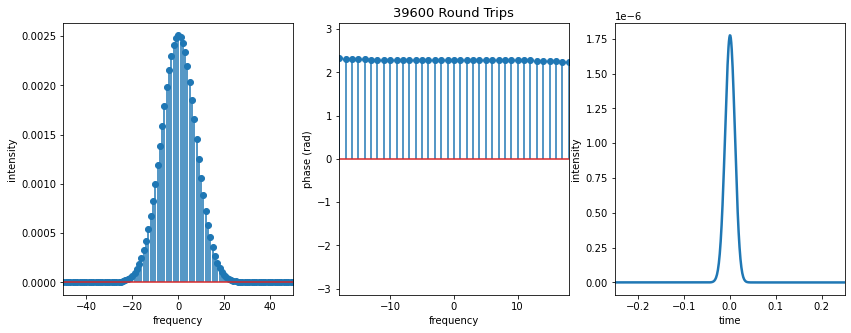 39600 Round Trips
intensity
0.0025
0.0020
0.0015
0.0010
0.0005
0.0000
−40 −20 0 20 40
frequency
phase (rad)
3
2
1
0
−1
−2
−3
−10 0 10
frequency
1e−6
intensity
1.75
1.50
1.25
1.00
0.75
0.50
0.25
0.00
−0.2 −0.1 0.0 0.1 0.2
time